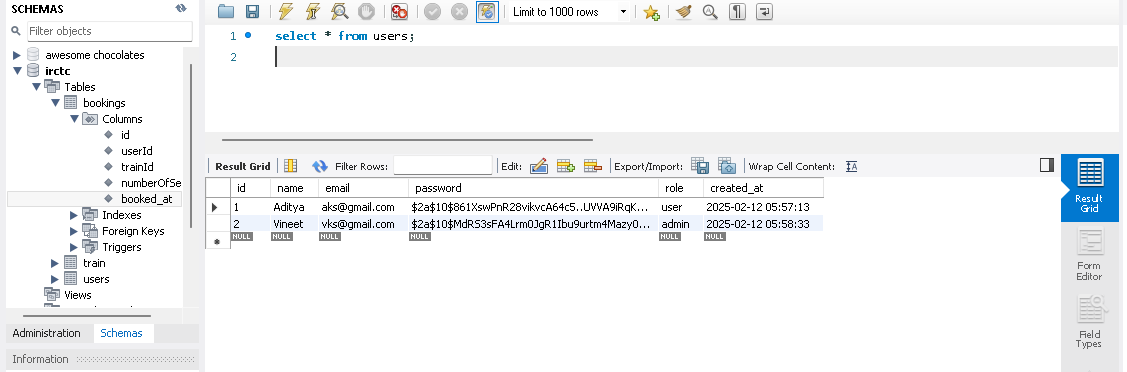 SCHEMAS
Filter objects
awesome chocolates
irctc
Tables
bookings
Columns
id
userId
trainId
numberOfSe
booked_at
Indexes
Foreign Keys
Triggers
train
users
Views
Administration Schemas
Information
Limit to 1000 rows
1 select * from users;
2
Result Grid Filter Rows: Edit: Export/Import: Wrap Cell Content:
id name email password role created_at
1 Aditya aks@gmail.com $2a$10$861XswPnR28vikvcA64c5..UVVA9iRqK... user 2025-02-12 05:57:13
2 Vineet vks@gmail.com $2a$10$MdRS3sFA4Lrm0JgR1Ibu9urtm4Mazy0... admin 2025-02-12 05:58:33
NULL NULL NULL NULL NULL NULL
Result
Grid
Form
Editor
Field
Types